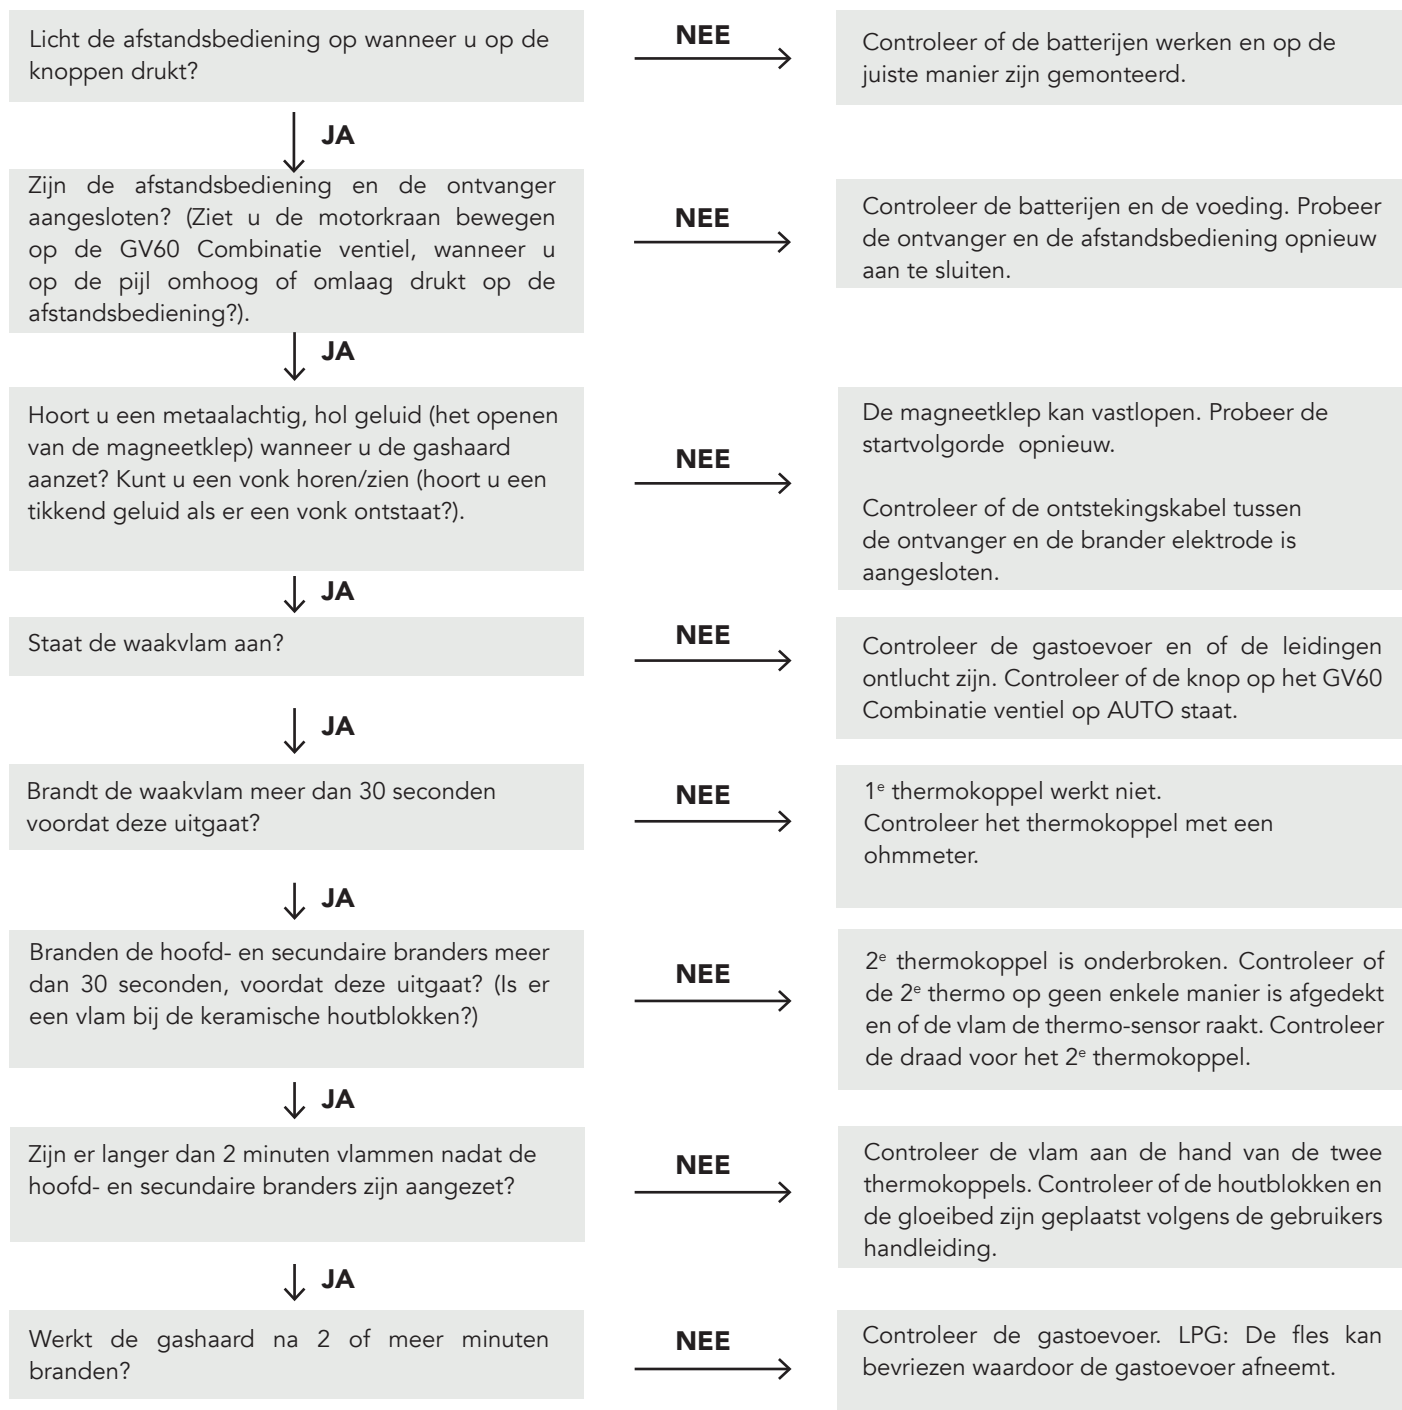 Licht de afstandsbediening op wanneer u op de
knoppen drukt?
NEE
Controleer of de batterijen werken en op de
juiste manier zijn gemonteerd.
JA
Zijn de afstandsbediening en de ontvanger
aangesloten? (Ziet u de motorkraan bewegen
op de GV60 Combinatie ventiel, wanneer u
op de pijl omhoog of omlaag drukt op de
afstandsbediening?).
NEE
Controleer de batterijen en de voeding. Probeer
de ontvanger en de afstandsbediening opnieuw
aan te sluiten.
JA
Hoort u een metaalachtig, hol geluid (het openen
van de magneetklep) wanneer u de gashaard
aanzet? Kunt u een vonk horen/zien (hoort u een
tikkend geluid als er een vonk ontstaat?).
NEE
De magneetklep kan vastlopen. Probeer de
startvolgorde opnieuw.
Controleer of de ontstekingskabel tussen
de ontvanger en de brander elektrode is
aangesloten.
JA
Staat de waakvlam aan?
NEE
Controleer de gastoevoer en of de leidingen
ontlucht zijn. Controleer of de knop op het GV60
Combinatie ventiel op AUTO staat.
JA
Brandt de waakvlam meer dan 30 seconden
voordat deze uitgaat?
NEE
1e thermokoppel werkt niet.
Controleer het thermokoppel met een
ohmmeter.
JA
Branden de hoofd- en secundaire branders meer
dan 30 seconden, voordat deze uitgaat? (Is er
een vlam bij de keramische houtblokken?)
NEE
2e thermokoppel is onderbroken. Controleer of
de 2e thermo op geen enkele manier is afgedekt
en of de vlam de thermo-sensor raakt. Controleer
de draad voor het 2e thermokoppel.
JA
Zijn er langer dan 2 minuten vlammen nadat de
hoofd- en secundaire branders zijn aangezet?
NEE
Controleer de vlam aan de hand van de twee
thermokoppels. Controleer of de houtblokken en
de gloeibed zijn geplaatst volgens de gebruikers
handleiding.
JA
Werkt de gashaard na 2 of meer minuten
branden?
NEE
Controleer de gastoevoer. LPG: De fles kan
bevriezen waardoor de gastoevoer afneemt.